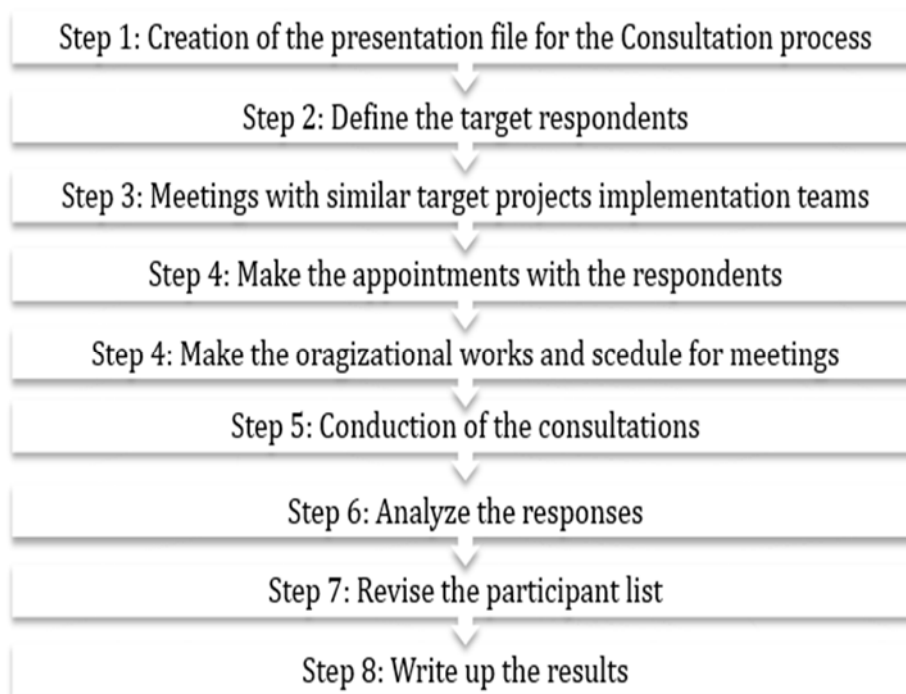 Step 1: Creation of the presentation file for the Consultation process
Step 2: Define the target respondents
Step 3: Meetings with similar target projects implementation teams
Step 4: Make the appointments with the respondents
Step 4: Make the oragizational works and scedule for meetings
Step 5: Conduction of the consultations
Step 6: Analyze the responses
Step 7: Revise the participant list
Step 8: Write up the results